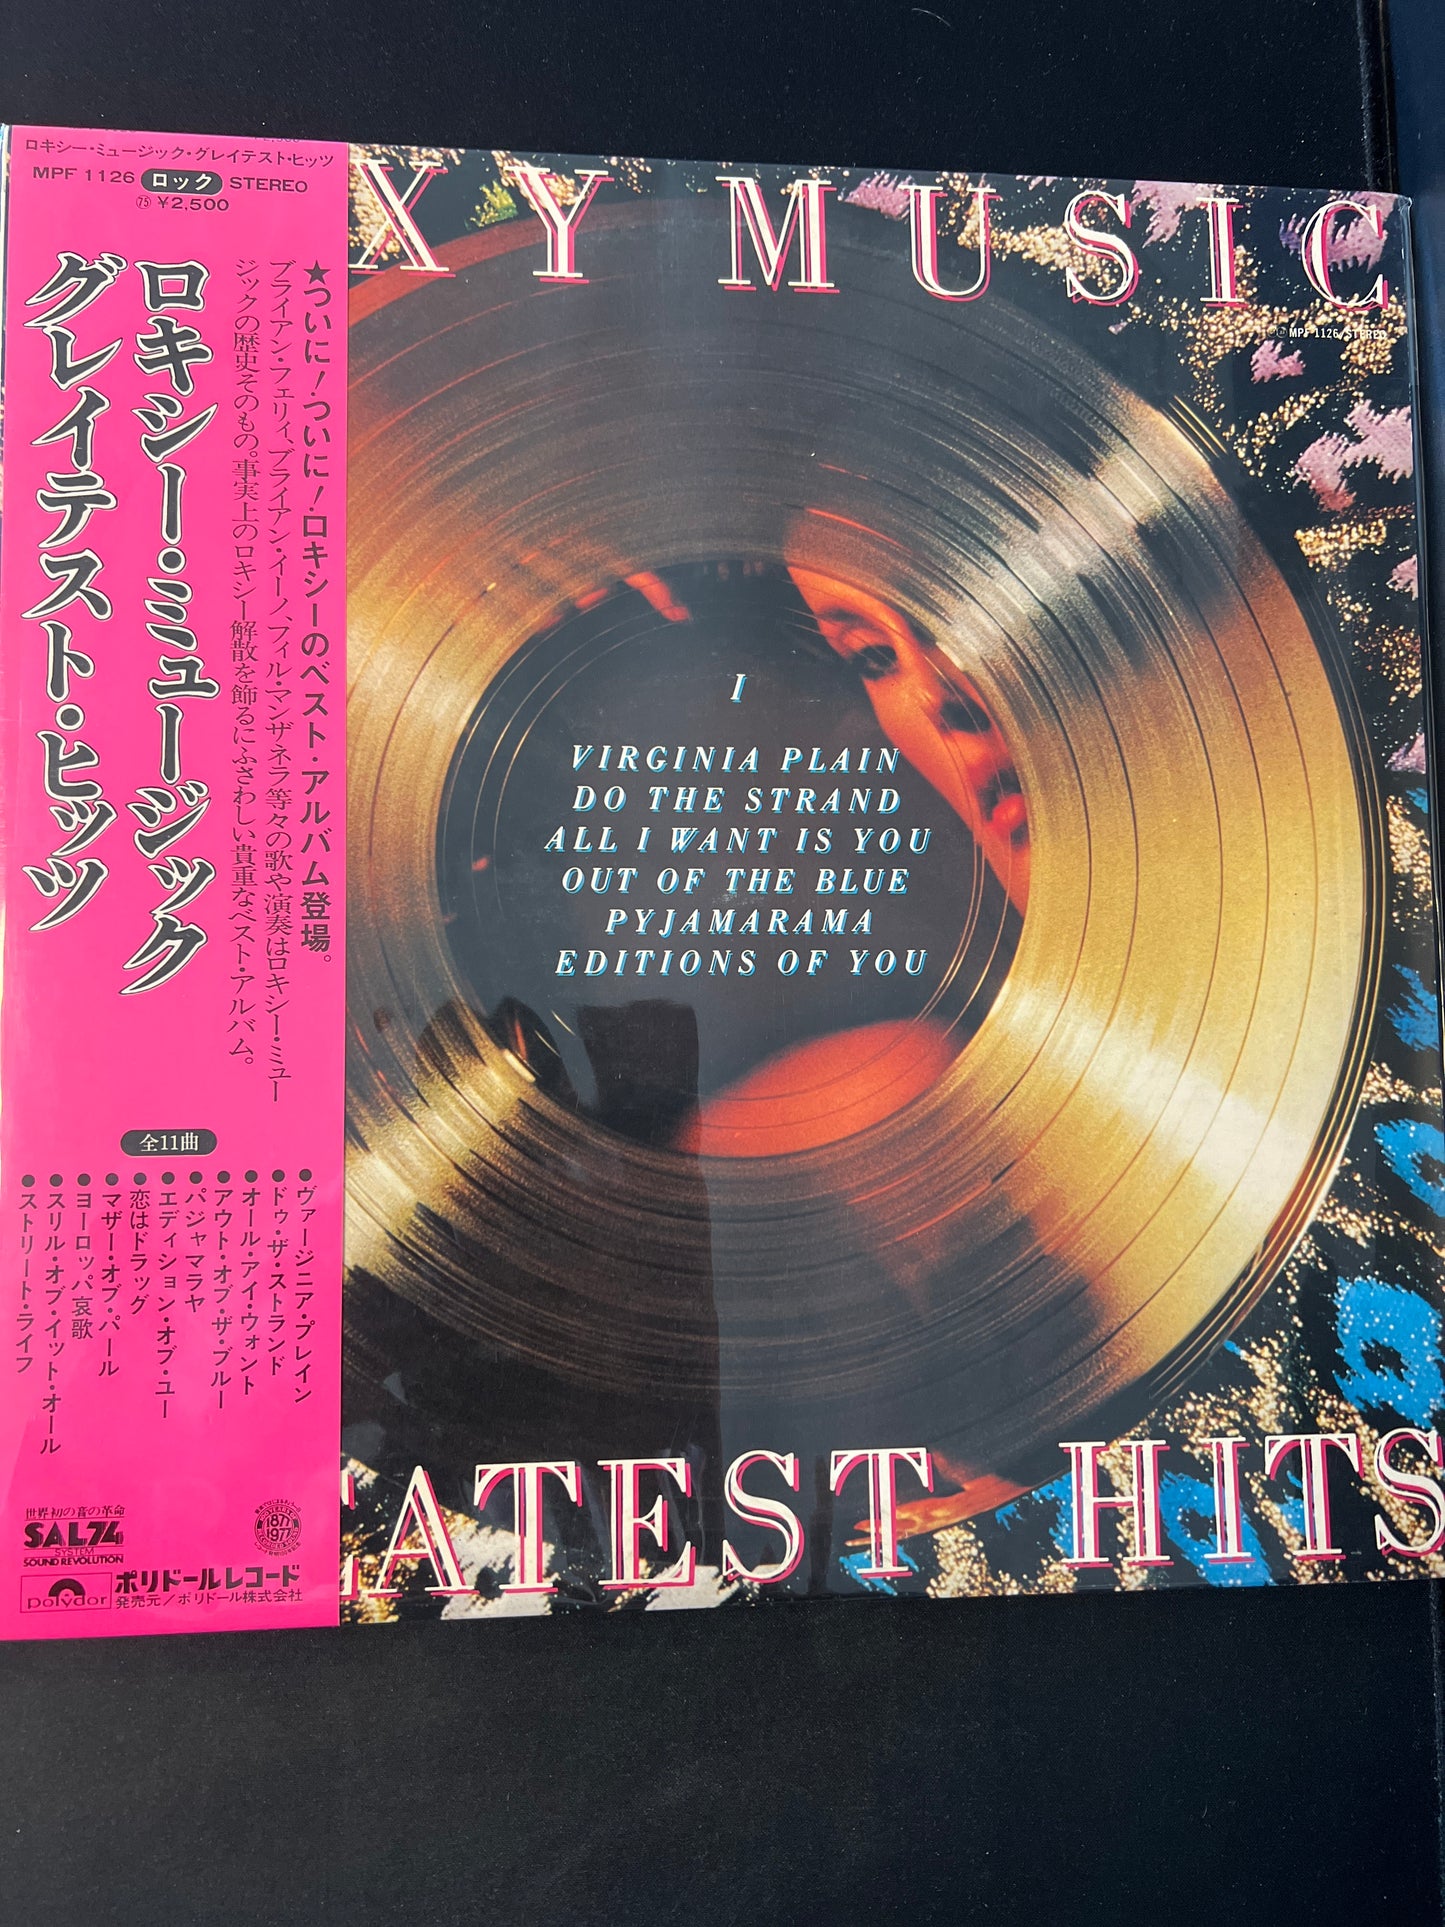 ロキシー・ミュージック・グレイテスト・ヒッツ
MPF 1126 ロック STEREO
㊄ ¥2,500
ロキシー・ミュージック
グレイテスト・ヒッツ
★ついに!ついに!ロキシーのベスト・アルバム登場。
ブライアン・フェリィ、ブライアン・イーノ、フィル・マンザネラ等々の歌や演奏はロキシー・ミュー
ジックの歴史そのもの。事実上のロキシー解散を飾るにふさわしい貴重なベスト・アルバム。
全11曲
●ヴァージニア・プレイン
●ドゥ・ザ・ストランド
●オール・アイ・ウォント
●アウト・オブ・ザ・ブルー
●パジャマラヤ
●エディション・オブ・ユー
●恋はドラッグ
●マザー・オブ・パール
●ヨーロッパ哀歌
●スリル・オブ・イット・オール
●ストリート・ライフ
世界初の音の革命
SAL74
SYSTEM
SOUND REVOLUTION
1877
1977
polydor
ポリドールレコード
発売元/ポリドール株式会社
XY MUSIC
MPF 1126/STEREO
I
VIRGINIA PLAIN
DO THE STRAND
ALL I WANT IS YOU
OUT OF THE BLUE
PYJAMARAMA
EDITIONS OF YOU
EATEST HITS